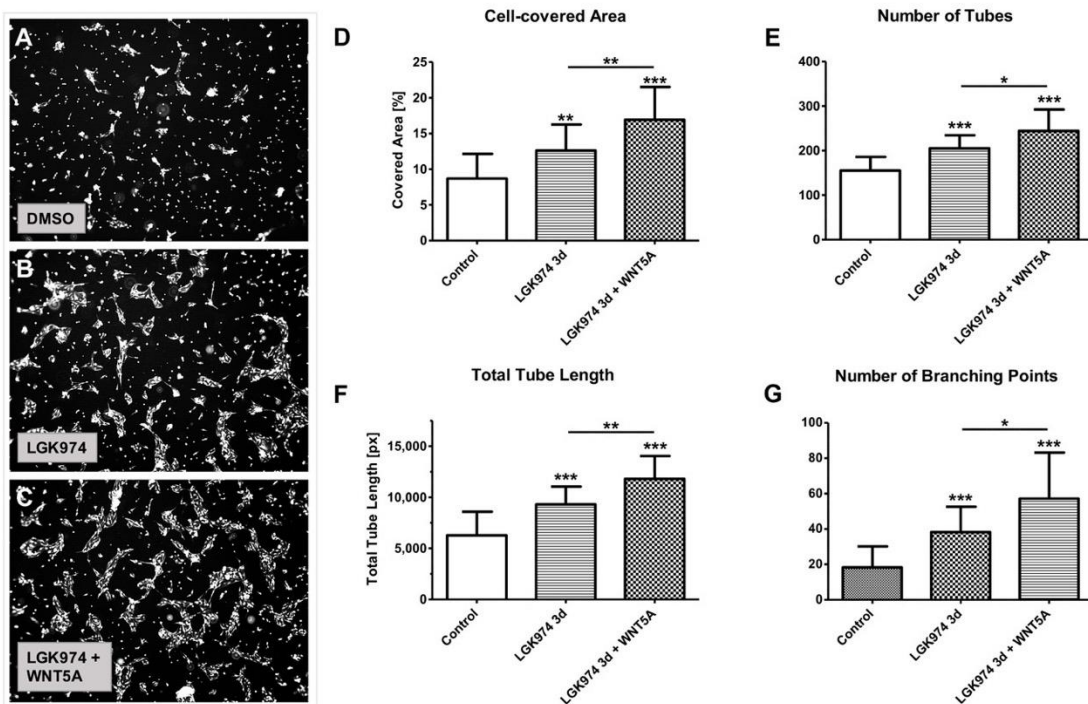 A
DMSO
B
LGK974
C
LGK974 +
WNT5A
D
Cell-covered Area
Covered Area [%]
25
20
15
10
5
0
**
**
***
Control
LGK974 3d
LGK974 3d + WNT5A
E
Number of Tubes
400
300
200
100
0
*
***
***
Control
LGK974 3d
LGK974 3d + WNT5A
F
Total Tube Length
Total Tube Length [px]
15,000
10,000
5,000
0
**
***
***
Control
LGK974 3d
LGK974 3d + WNT5A
G
Number of Branching Points
100
80
60
40
20
0
*
***
***
Control
LGK974 3d
LGK974 3d + WNT5A